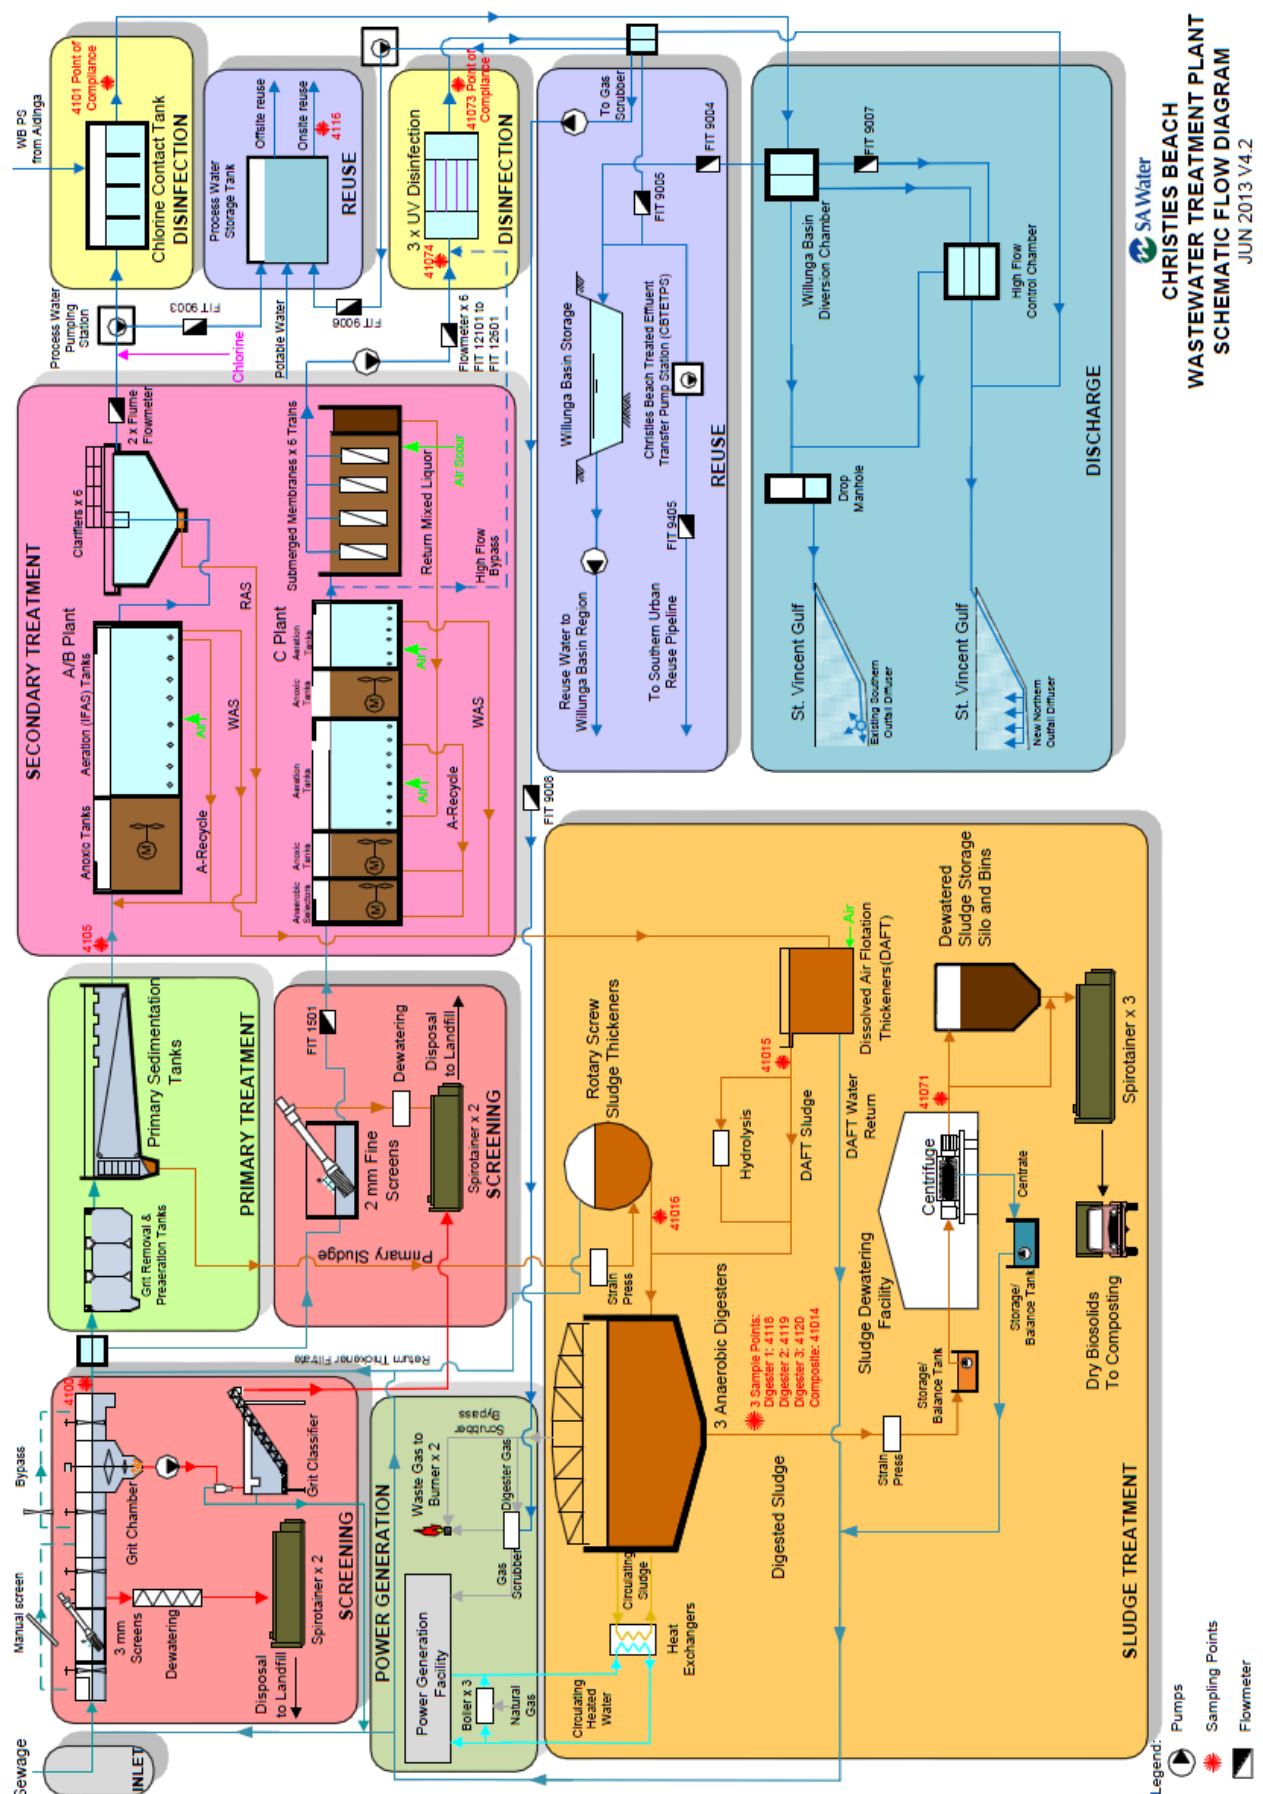 SA Water
CHRISTIES BEACH
WASTEWATER TREATMENT PLANT
SCHEMATIC FLOW DIAGRAM
JUN 2013 V4.2
Sewage
INLET
Manual screen
Bypass
3 mm
Screens
Dewatering
Spirotainer x 2
Disposal
to Landfill
Grit Chamber
Grit Classifier
4100
SCREENING
Grit Removal &
Preaeration Tanks
Primary Sedimentation
Tanks
PRIMARY TREATMENT
4105
2 mm Fine
Screens
FIT 1501
Dewatering
Disposal
to Landfill
Spirotainer x 2
SCREENING
Primary Sludge
Return Thickener Filtrate
SECONDARY TREATMENT
A/B Plant
Anoxic Tanks
Aeration (IFAS) Tanks
M
Air
A-Recycle
WAS
RAS
Clarifiers x 6
2 x Flume
Flowmeter
C Plant
Anaerobic
Selectors
Anoxic
Tanks
Aeration
Tanks
Anoxic
Tanks
Aeration
Tanks
M
M
M
Air
Air
A-Recycle
WAS
Submerged Membranes x 6 Trains
Return Mixed Liquor
Air Scour
High Flow
Bypass
Chlorine
Process Water
Pumping
Station
FIT 9003
Potable Water
FIT 9006
Flowmeter x 6
FIT 12101 to
FIT 12601
WB PS
from Aldinga
4101 Point of
Compliance
Chlorine Contact Tank
DISINFECTION
Process Water
Storage Tank
Offsite reuse
Onsite reuse
4116
REUSE
41074
3 x UV Disinfection
41073 Point of
Compliance
DISINFECTION
To Gas
Scrubber
FIT 9004
FIT 9005
Willunga Basin Storage
Christies Beach Treated Effluent
Transfer Pump Station (CBTETPS)
FIT 9405
Reuse Water to
Willunga Basin Region
To Southern Urban
Reuse Pipeline
REUSE
FIT 9008
FIT 9007
Willunga Basin
Diversion Chamber
High Flow
Control Chamber
Drop
Manhole
St. Vincent Gulf
Existing Southern
Outfall Diffuser
St. Vincent Gulf
New Northern
Outfall Diffuser
DISCHARGE
POWER GENERATION
Power Generation
Facility
Waste Gas to
Burner x 2
Scrubber
Bypass
Digester Gas
Gas
Scrubber
Boiler x 3
Natural
Gas
Circulating
Heated
Water
Circulating
Sludge
Heat
Exchangers
Strain
Press
Rotary Screw
Sludge Thickeners
41016
Hydrolysis
41015
DAFT Sludge
DAFT Water
Return
Dissolved Air Flotation
Thickeners(DAFT)
Air
3 Anaerobic Digesters
3 Sample Points:
Digester 1: 4118
Digester 2: 4119
Digester 3: 4120
Composite: 41014
Digested Sludge
Strain
Press
Storage/
Balance Tank
Sludge Dewatering
Facility
Centrifuge
41071
Centrate
Storage/
Balance Tank
Dewatered
Sludge Storage
Silo and Bins
Spirotainer x 3
Dry Biosolids
To Composting
SLUDGE TREATMENT
Legend:
Pumps
Sampling Points
Flowmeter